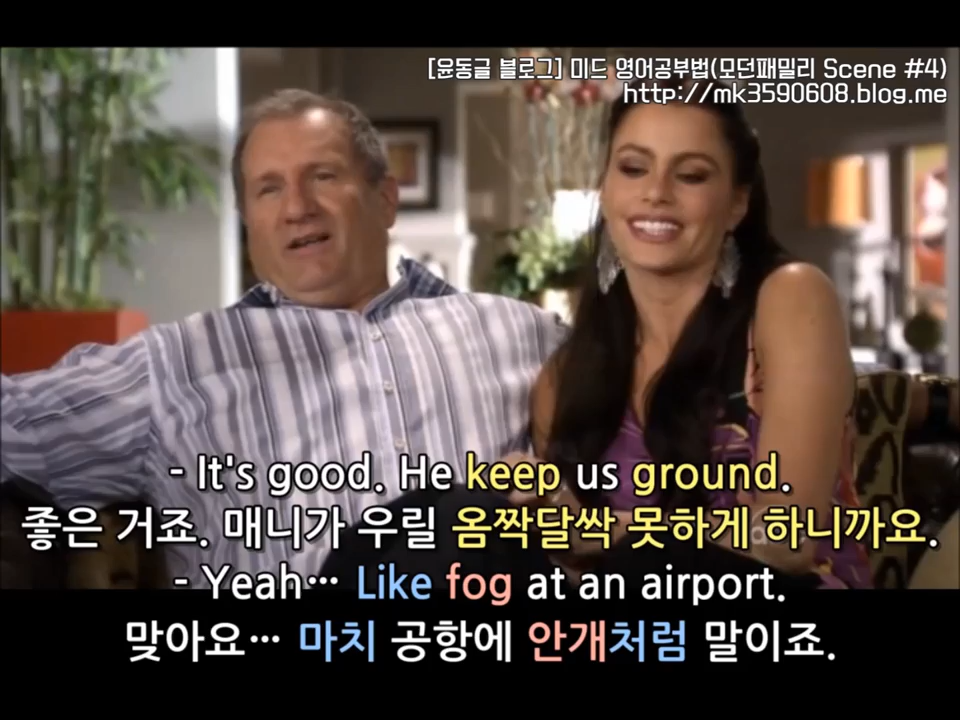 [윤동글 블로그] 미드 영어공부법(모던패밀리 Scene #4)
http://mk3590608.blog.me
- It's good. He keep us ground.
좋은 거죠. 매니가 우릴 옴짝달싹 못하게 하니까요.
- Yeah… Like fog at an airport.
맞아요… 마치 공항에 안개처럼 말이죠.